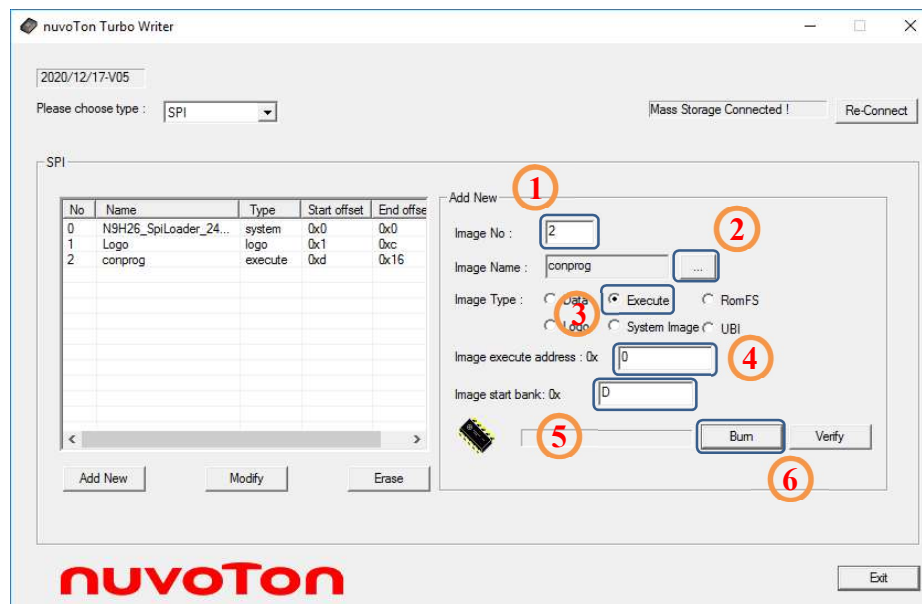 nuvoTon Turbo Writer
2020/12/17-V05
Please choose type : SPI
Mass Storage Connected !
Re-Connect
SPI
No Name Type Start offset End offse
0 N9H26_SpiLoader_24... system 0x0 0x0
1 Logo logo 0x1 0xc
2 conprog execute 0xd 0x16
Add New
1
Image No : 2
2
Image Name : conprog ...
Image Type : Data Execute RomFS
3
Logo System Image UBI
Image execute address : 0x 0
4
Image start bank: 0x D
5
Burn Verify
6
Add New Modify Erase
nuvoTon
Exit